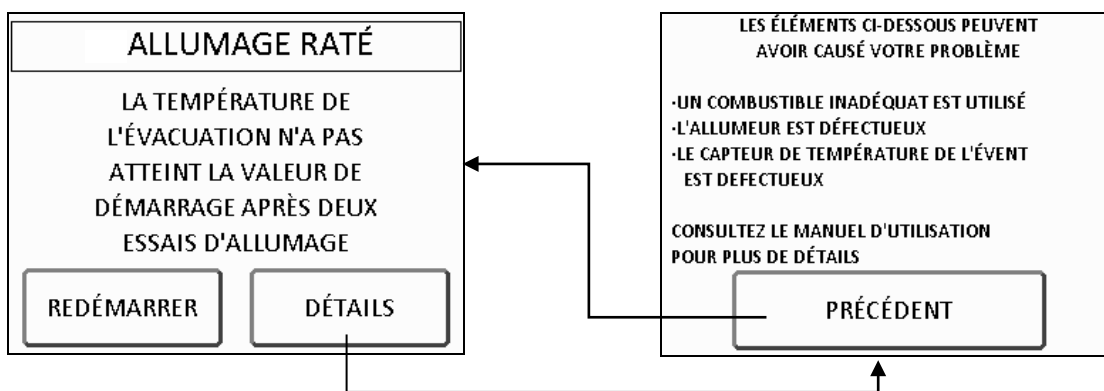 ALLUMAGE RATÉ
LA TEMPÉRATURE DE
L'ÉVACUATION N'A PAS
ATTEINT LA VALEUR DE
DÉMARRAGE APRÈS DEUX
ESSAIS D'ALLUMAGE
REDÉMARRER
DÉTAILS
LES ÉLÉMENTS CI-DESSOUS PEUVENT
AVOIR CAUSÉ VOTRE PROBLÈME
·UN COMBUSTIBLE INADÉQUAT EST UTILISÉ
·L'ALLUMEUR EST DÉFECTUEUX
·LE CAPTEUR DE TEMPÉRATURE DE L'ÉVENT
EST DEFECTUEUX
CONSULTEZ LE MANUEL D'UTILISATION
POUR PLUS DE DÉTAILS
PRÉCÉDENT